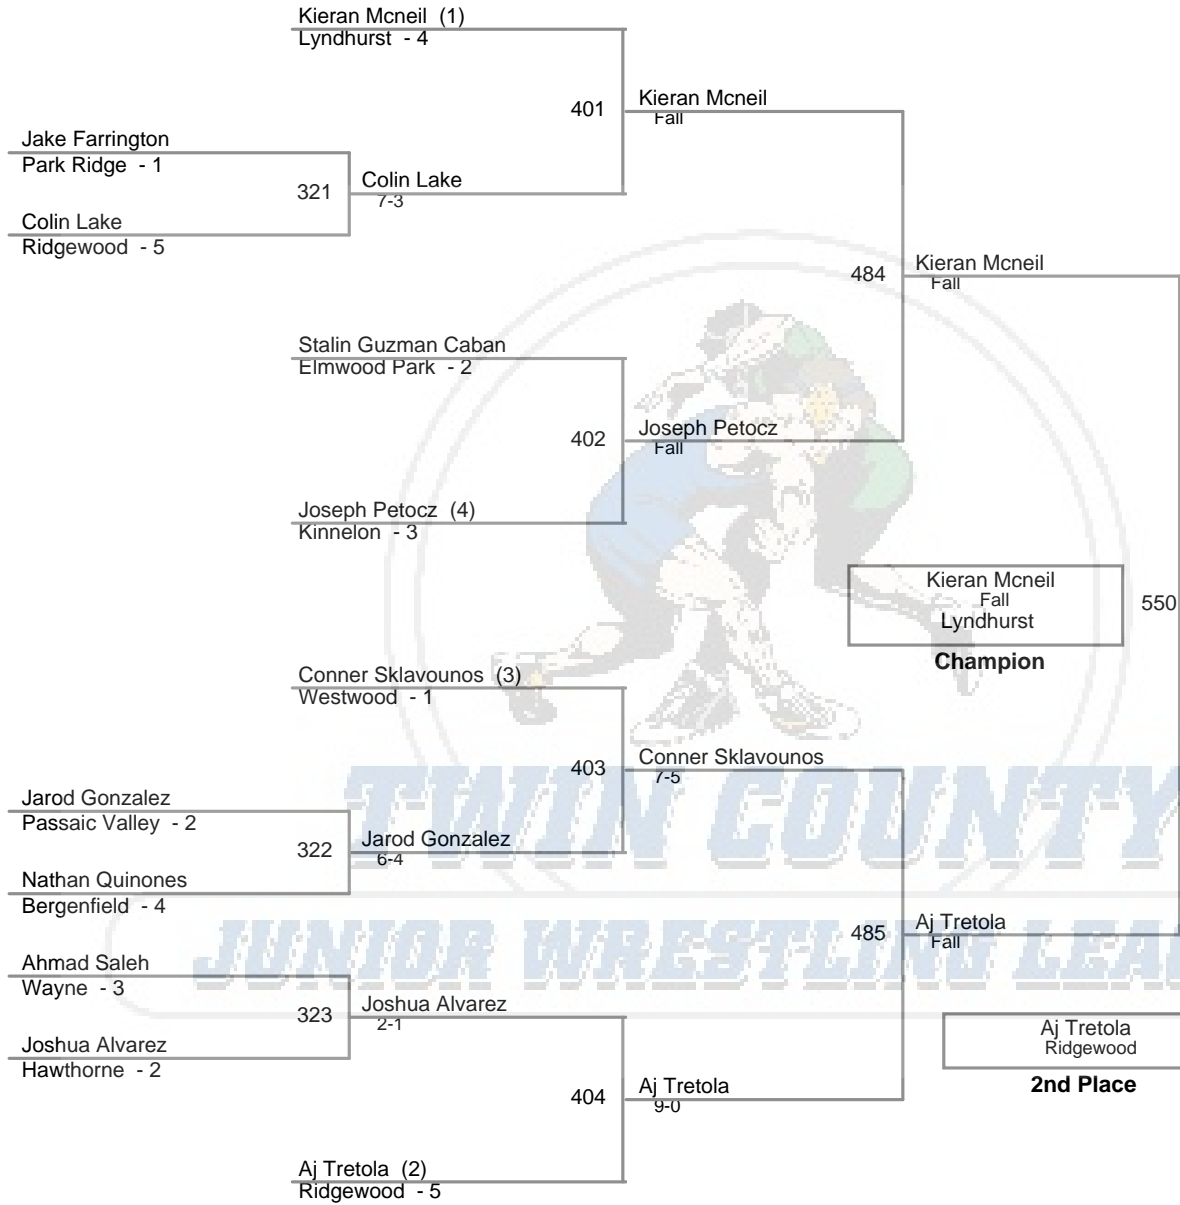 Kieran Mcneil (1)
Lyndhurst - 4
401
Kieran Mcneil
Fall
Jake Farrington
Park Ridge - 1
321
Colin Lake
7-3
Colin Lake
Ridgewood - 5
484
Kieran Mcneil
Fall
Stalin Guzman Caban
Elmwood Park - 2
402
Joseph Petocz
Fall
Joseph Petocz (4)
Kinnelon - 3
Kieran Mcneil
Fall
Lyndhurst
550
Champion
Conner Sklavounos (3)
Westwood - 1
403
Conner Sklavounos
7-5
Jarod Gonzalez
Passaic Valley - 2
322
Jarod Gonzalez
6-4
Nathan Quinones
Bergenfield - 4
TWIN COUNTY
485
Aj Tretola
Fall
JUNIOR WRESTLING LEA
Ahmad Saleh
Wayne - 3
323
Joshua Alvarez
2-1
Joshua Alvarez
Hawthorne - 2
Aj Tretola
Ridgewood
2nd Place
404
Aj Tretola
9-0
Aj Tretola (2)
Ridgewood - 5